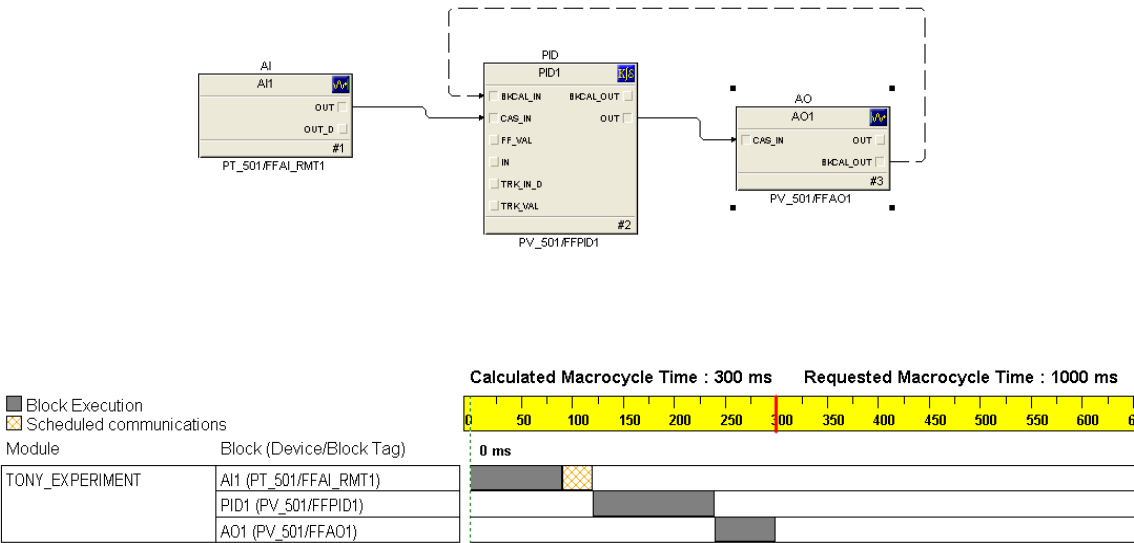 AI
AI1
OUT
OUT_D
#1
PT_501/FFAI_RMT1
PID
PID1
BKCAL_IN BKCAL_OUT
CAS_IN OUT
FF_VAL
IN
TRK_IN_D
TRK_VAL
#2
PV_501/FFPID1
AO
AO1
CAS_IN OUT
BKCAL_OUT
#3
PV_501/FFAO1
Calculated Macrocycle Time : 300 ms Requested Macrocycle Time : 1000 ms
Block Execution
Scheduled communications
0 50 100 150 200 250 300 350 400 450 500 550 600
Module Block (Device/Block Tag) 0 ms
TONY_EXPERIMENT AI1 (PT_501/FFAI_RMT1)
PID1 (PV_501/FFPID1)
AO1 (PV_501/FFAO1)